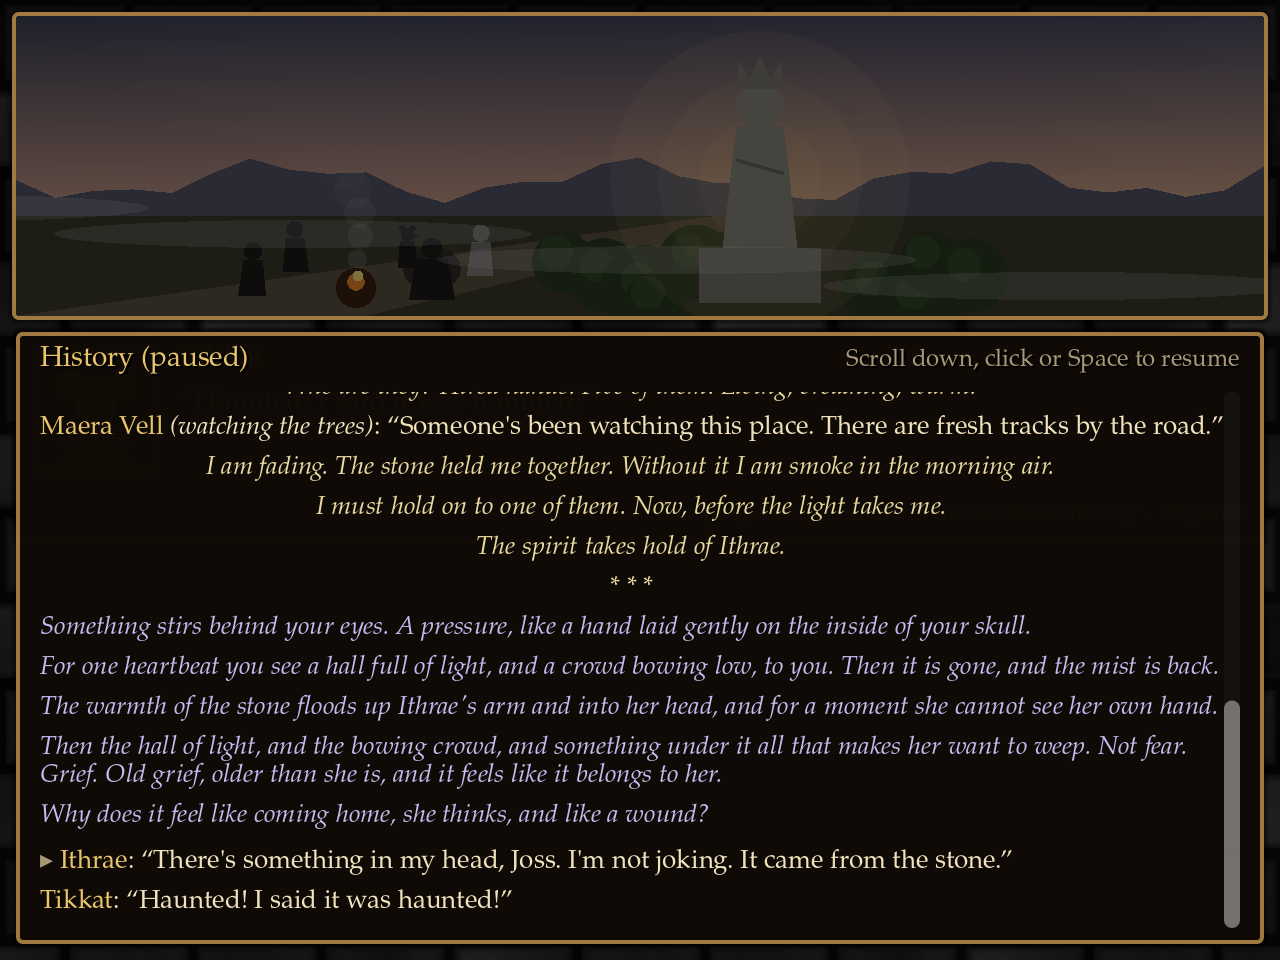 History (paused)
Scroll down, click or Space to resume
Maera Vell (watching the trees): “Someone's been watching this place. There are fresh tracks by the road.”
I am fading. The stone held me together. Without it I am smoke in the morning air.
I must hold on to one of them. Now, before the light takes me.
The spirit takes hold of Ithrae.
* * *
Something stirs behind your eyes. A pressure, like a hand laid gently on the inside of your skull.
For one heartbeat you see a hall full of light, and a crowd bowing low, to you. Then it is gone, and the mist is back.
The warmth of the stone floods up Ithrae's arm and into her head, and for a moment she cannot see her own hand.
Then the hall of light, and the bowing crowd, and something under it all that makes her want to weep. Not fear.
Grief. Old grief, older than she is, and it feels like it belongs to her.
Why does it feel like coming home, she thinks, and like a wound?
▸ Ithrae: “There's something in my head, Joss. I'm not joking. It came from the stone.”
Tikkat: “Haunted! I said it was haunted!”